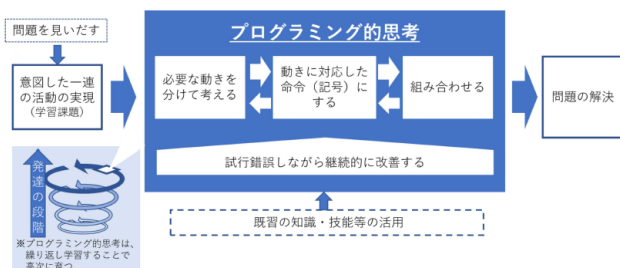 問題を見いだす
意図した一連
の活動の実現
(学習課題)
プログラミング的思考
必要な動きを
分けて考える
動きに対応した
命令（記号）に
する
組み合わせる
試行錯誤しながら継続的に改善する
問題の解決
既習の知識・技能等の活用
発達の段階
※プログラミング的思考は、
繰り返し学習することで
高次に育つ